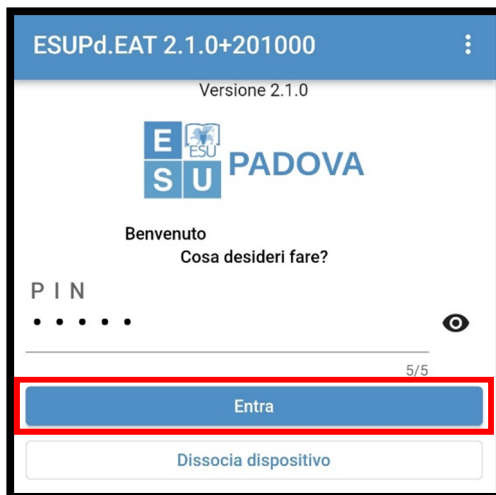 ESUPd.EAT 2.1.0+201000
Versione 2.1.0
E ESU
S U
PADOVA
Benvenuto
Cosa desideri fare?
PIN
• • • • •
5/5
Entra
Dissocia dispositivo